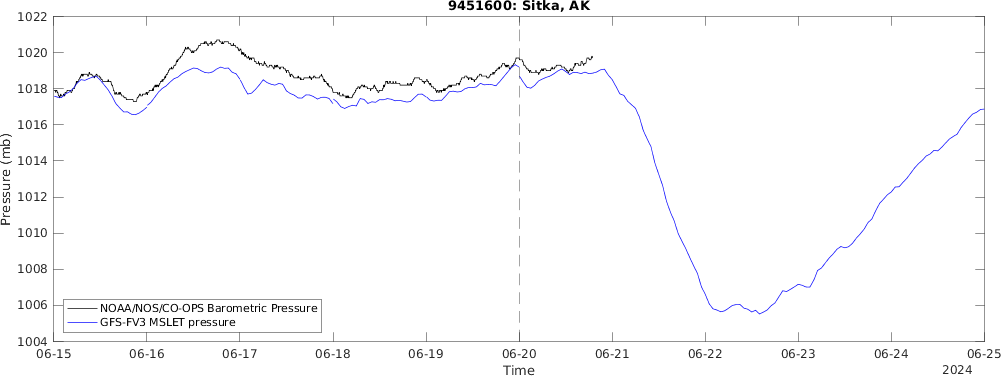 9451600: Sitka, AK
1022
1020
1018
1016
1014
1012
1010
1008
1006
1004
Pressure (mb)
NOAA/NOS/CO-OPS Barometric Pressure
GFS-FV3 MSLET pressure
06-15 06-16 06-17 06-18 06-19 06-20 06-21 06-22 06-23 06-24 06-25
Time
2024